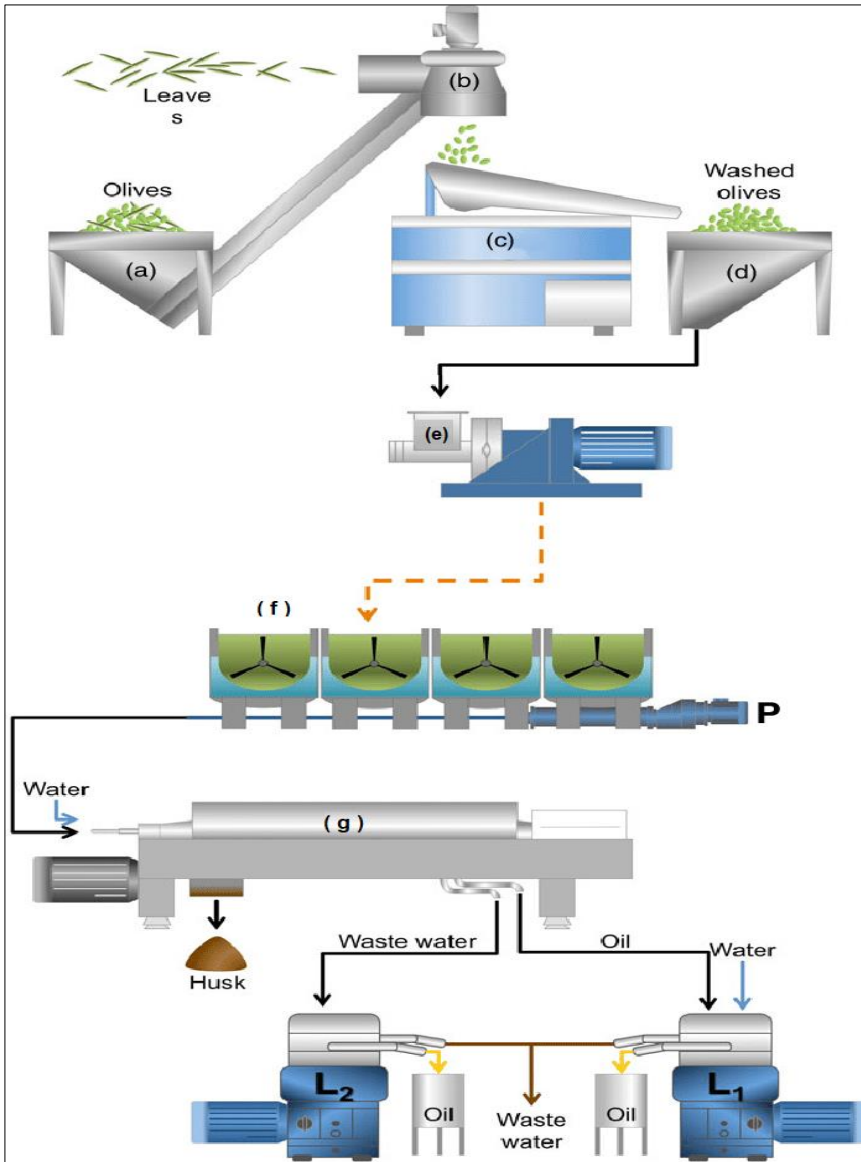 (b)
Leave
s
Olives
Washed
olives
(a)
(c)
(d)
(e)
( f )
P
Water
( g )
Waste water
Oil
Water
Husk
L2
Oil
Waste
water
Oil
L1